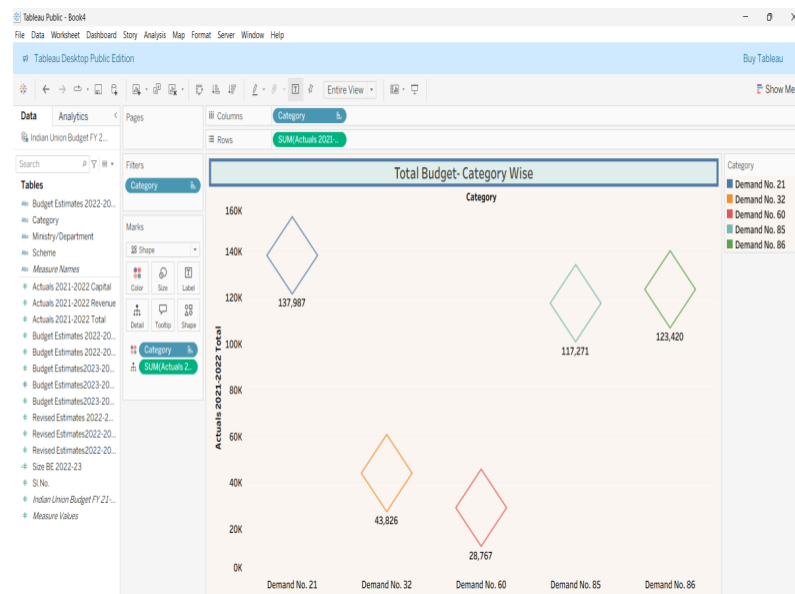 Tableau Public - Book4
File Data Worksheet Dashboard Story Analysis Map Format Server Window Help
Tableau Desktop Public Edition
Buy Tableau
Entire View
Show Me
Data Analytics
Indian Union Budget FY 2...
Search
Tables
Abc Budget Estimates 2022-20...
Abc Category
Abc Ministry/Department
Abc Scheme
Abc Measure Names
# Actuals 2021-2022 Capital
# Actuals 2021-2022 Revenue
# Actuals 2021-2022 Total
# Budget Estimates 2022-20...
# Budget Estimates 2022-20...
# Budget Estimates2023-20...
# Budget Estimates2023-20...
# Budget Estimates2023-20...
# Revised Estimates 2022-2...
# Revised Estimates2022-20...
# Revised Estimates2022-20...
# Size BE 2022-23
# Sl.No.
# Indian Union Budget FY 21-...
# Measure Values
Pages
Filters
Category
Marks
Shape
Color Size Label
Detail Tooltip Shape
Category
SUM(Actuals 2..
Columns
Category
Rows
SUM(Actuals 2021-..
Total Budget- Category Wise
Category
Actuals 2021-2022 Total
160K
140K
120K
100K
80K
60K
40K
20K
0K
137,987
43,826
28,767
117,271
123,420
Demand No. 21 Demand No. 32 Demand No. 60 Demand No. 85 Demand No. 86
Category
Demand No. 21
Demand No. 32
Demand No. 60
Demand No. 85
Demand No. 86